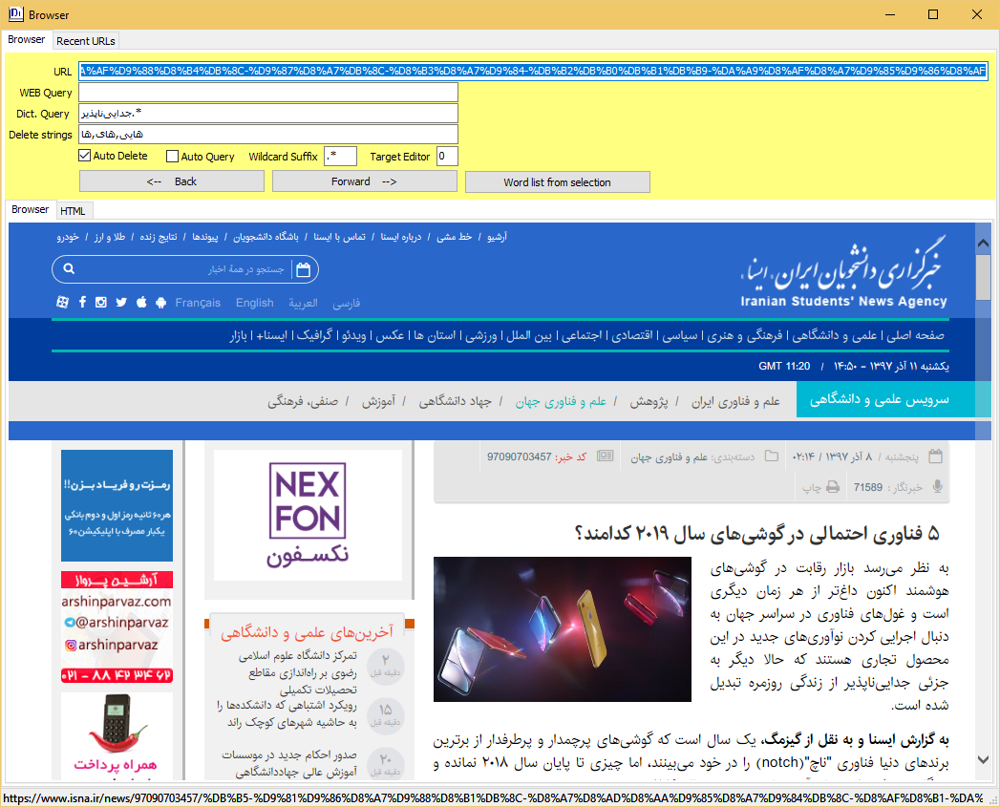 Browser
Browser Recent URLs
URL A%AF%D9%88%D8%B4%DB%8C-%D9%87%D8%A7%DB%8C-%D8%B3%D8%A7%D9%84-%DB%B2%DB%B0%DB%B1%DB%B9-%DA%A9%D8%AF%D8%A7%D9%85%D9%86%D8%AF
WEB Query
Dict. Query جدایی‌ناپذیر.*
Delete strings هایی,های,ها
Auto Delete Auto Query Wildcard Suffix .* Target Editor 0
<-- Back Forward --> Word list from selection
Browser HTML
آرشیو / خط مشی / درباره ایسنا / تماس با ایسنا / باشگاه دانشجویان / پیوندها / نتایج زنده / طلا و ارز / خودرو
جستجو در همهٔ اخبار
خبرگزاری دانشجویان ایران، ایسنا،
Iranian Students' News Agency
Français English العربية فارسی
صفحه اصلی | علمی و دانشگاهی | فرهنگی و هنری | سیاسی | اقتصادی | اجتماعی | بین الملل | ورزشی | استان ها | عکس | ویدئو | گرافیک | ایسنا+ | بازار
یکشنبه ۱۱ آذر ۱۳۹۷ - ۱۴:۵۰ / GMT 11:20
سرویس علمی و دانشگاهی
علم و فناوری ایران / پژوهش / علم و فناوری جهان / جهاد دانشگاهی / آموزش / صنفی، فرهنگی
پنجشنبه / ۸ آذر ۱۳۹۷ / ۰۲:۱۴ دسته‌بندی: علم و فناوری جهان کد خبر: 97090703457
خبرنگار : 71589 چاپ
۵ فناوری احتمالی در گوشی‌های سال ۲۰۱۹ کدامند؟
به نظر می‌رسد بازار رقابت در گوشی‌های
هوشمند اکنون داغ‌تر از هر زمان دیگری
است و غول‌های فناوری در سراسر جهان به
دنبال اجرایی کردن نوآوری‌های جدید در این
محصول تجاری هستند که حالا دیگر به
جزئی جدایی‌ناپذیر از زندگی روزمره تبدیل
شده است.
به گزارش ایسنا و به نقل از گیزمگ، یک سال است که گوشی‌های پرچمدار و پرطرفدار از برترین
برندهای دنیا فناوری "ناچ"(notch) را در خود می‌بینند، اما چیزی تا پایان سال ۲۰۱۸ نمانده و
NEX
FON
نکسفون
آخرین‌های علمی و دانشگاهی
۲
دقیقه قبل
تمرکز دانشگاه علوم اسلامی
رضوی بر راه‌اندازی مقاطع
تحصیلات تکمیلی
۱۵
دقیقه قبل
رویکرد اشتباهی که دانشکده‌ها را
به حاشیه شهرهای کوچک راند
۲۰
دقیقه قبل
صدور احکام جدید در موسسات
آموزش عالی جهاددانشگاهی
رمـزت رو فریـاد بـزن!!
هر ۶۰ ثانیه رمز اول و دوم بانکی
یکبار مصرف با اپلیکیشن ۶۰
آرشـیـن پـرواز
arshinparvaz.com
@arshinparvaz
arshinparvaz
۰۲۱ - ۸۸ ۴۲ ۳۴ ۶۲
همراه پرداخت
https://www.isna.ir/news/97090703457/%DB%B5-%D9%81%D9%86%D8%A7%D9%88%D8%B1%DB%8C-%D8%A7%D8%AD%D8%AA%D9%85%D8%A7%D9%84%DB%8C-%D8%AF%D8%B1-%DA%